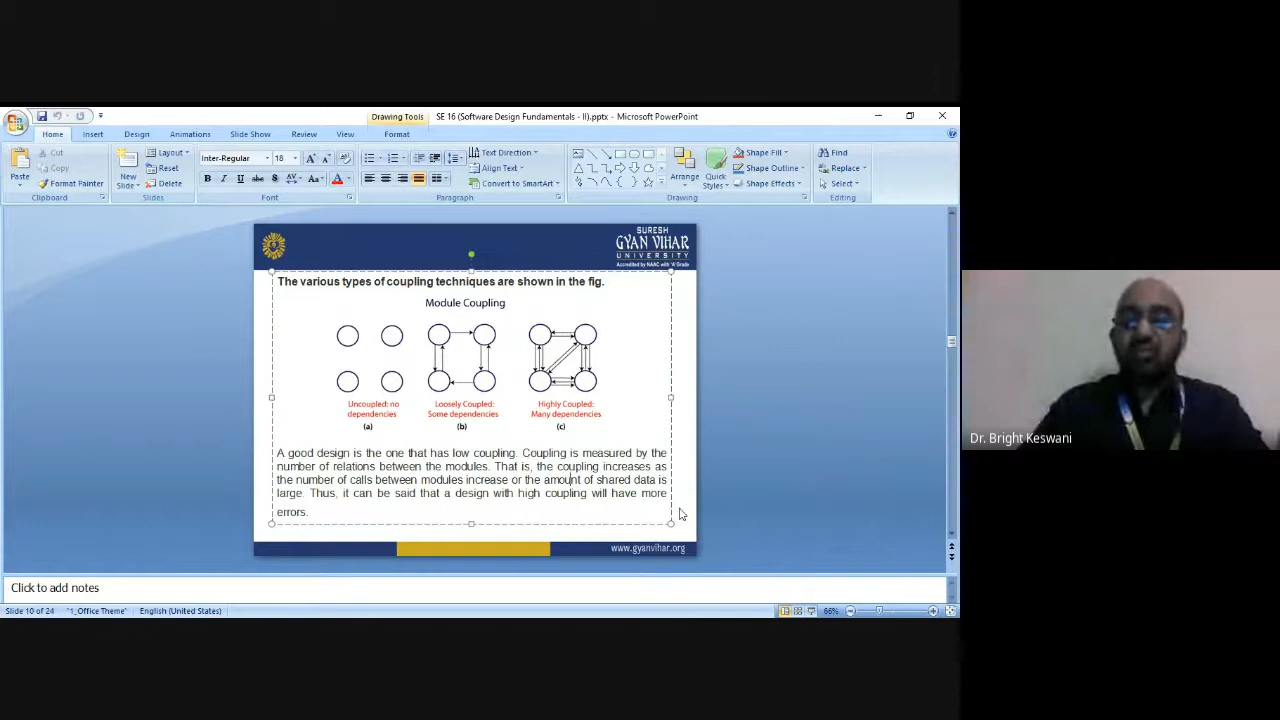 Drawing Tools
SE 16 (Software Design Fundamentals - II).pptx - Microsoft PowerPoint
Home Insert Design Animations Slide Show Review View Format
Cut
Copy
Format Painter
Paste
Clipboard
New Slide
Layout
Reset
Delete
Slides
Inter-Regular 18
B I U abc S AV Aa A
Font
Text Direction
Align Text
Convert to SmartArt
Paragraph
Arrange
Quick Styles
Shape Fill
Shape Outline
Shape Effects
Drawing
Find
Replace
Select
Editing
SURESH
GYAN VIHAR
UNIVERSITY
Accredited by NAAC with 'A' Grade
The various types of coupling techniques are shown in the fig.
Module Coupling
Uncoupled: no dependencies
(a)
Loosely Coupled: Some dependencies
(b)
Highly Coupled: Many dependencies
(c)
A good design is the one that has low coupling. Coupling is measured by the
number of relations between the modules. That is, the coupling increases as
the number of calls between modules increase or the amount of shared data is
large. Thus, it can be said that a design with high coupling will have more
errors.
www.gyanvihar.org
Click to add notes
Slide 10 of 24 "1_Office Theme" English (United States) 66%
Dr. Bright Keswani